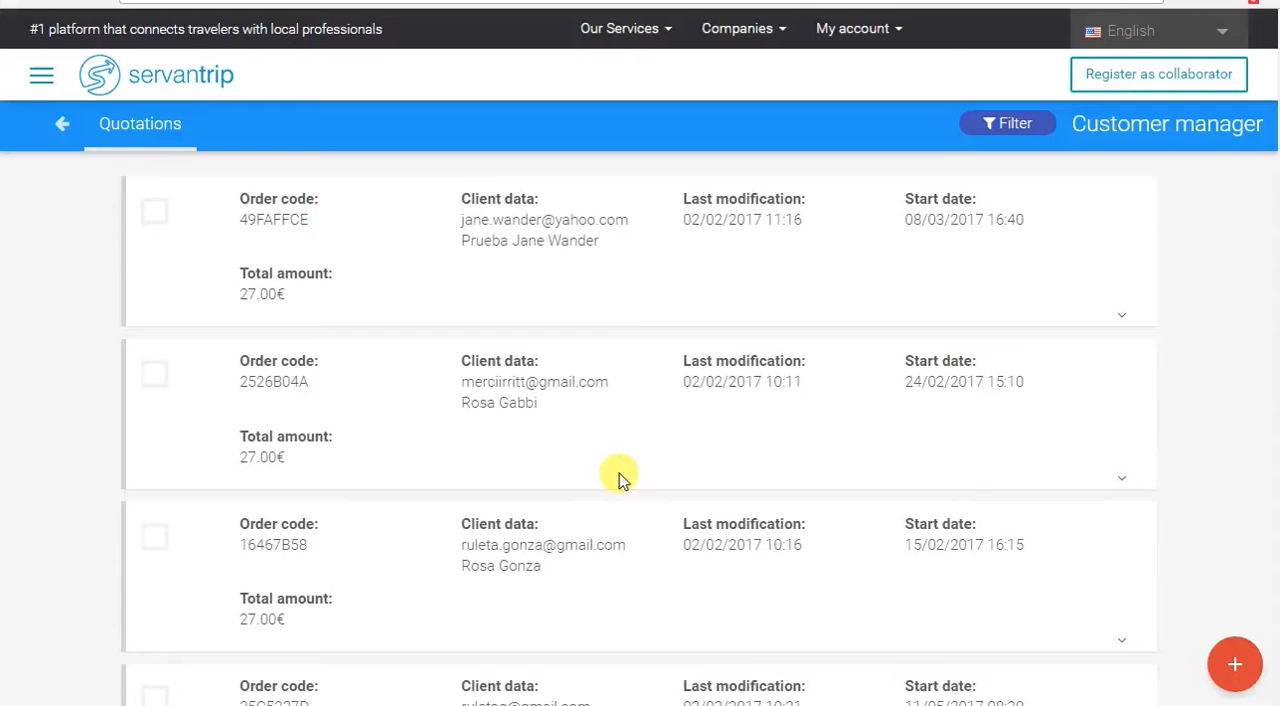 #1 platform that connects travelers with local professionals
Our Services
Companies
My account
English
servantrip
Register as collaborator
Quotations
Filter
Customer manager
Order code:
49FAFFCE
Client data:
jane.wander@yahoo.com
Prueba Jane Wander
Last modification:
02/02/2017 11:16
Start date:
08/03/2017 16:40
Total amount:
27.00€
Order code:
2526B04A
Client data:
merciirritt@gmail.com
Rosa Gabbi
Last modification:
02/02/2017 10:11
Start date:
24/02/2017 15:10
Total amount:
27.00€
Order code:
16467B58
Client data:
ruleta.gonza@gmail.com
Rosa Gonza
Last modification:
02/02/2017 10:16
Start date:
15/02/2017 16:15
Total amount:
27.00€
Order code:
Client data:
Last modification:
Start date: